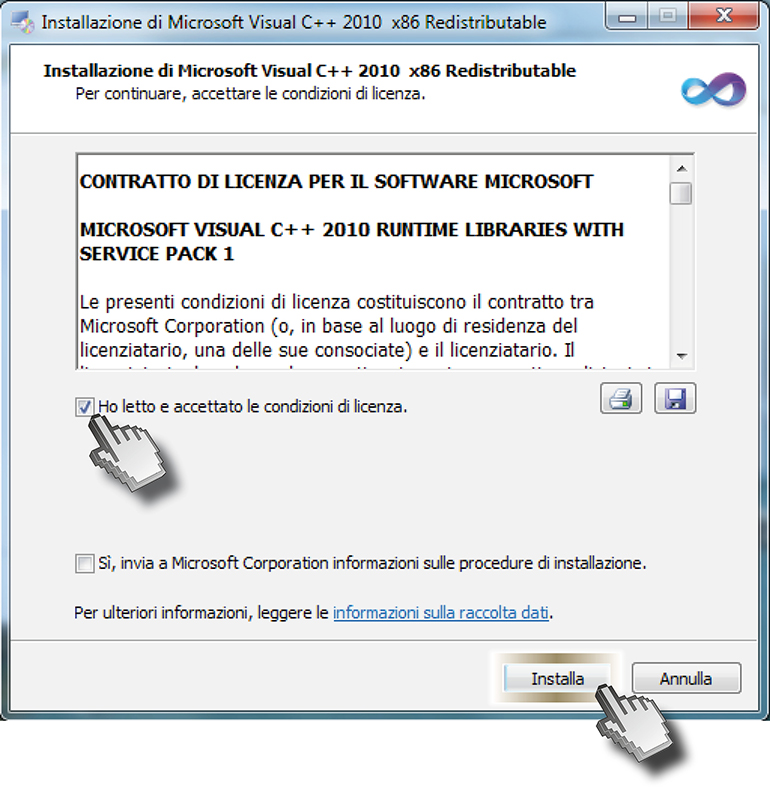 Installazione di Microsoft Visual C++ 2010  x86 Redistributable
Installazione di Microsoft Visual C++ 2010  x86 Redistributable
Per continuare, accettare le condizioni di licenza.
CONTRATTO DI LICENZA PER IL SOFTWARE MICROSOFT
MICROSOFT VISUAL C++ 2010 RUNTIME LIBRARIES WITH
SERVICE PACK 1
Le presenti condizioni di licenza costituiscono il contratto tra
Microsoft Corporation (o, in base al luogo di residenza del
licenziatario, una delle sue consociate) e il licenziatario. Il
Ho letto e accettato le condizioni di licenza.
Sì, invia a Microsoft Corporation informazioni sulle procedure di installazione.
Per ulteriori informazioni, leggere le informazioni sulla raccolta dati.
Installa
Annulla